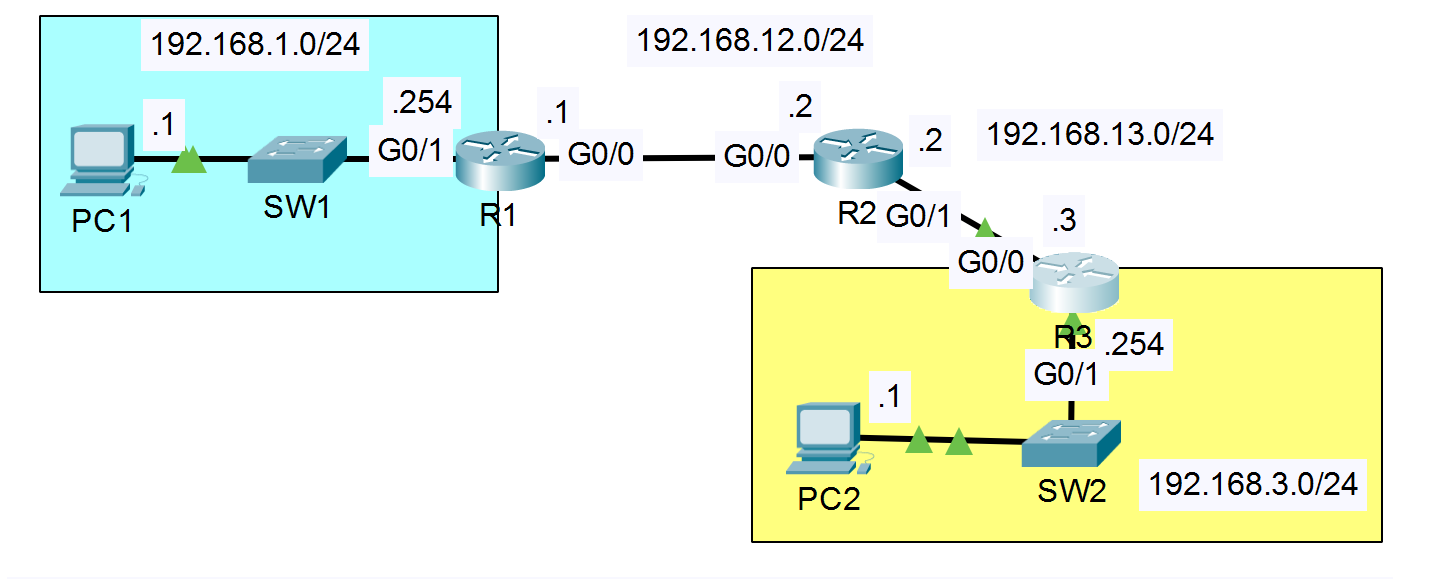 192.168.1.0/24
192.168.12.0/24
.254
.1
.2
.1
.2
192.168.13.0/24
G0/1
G0/0
G0/0
PC1
SW1
R1
R2
G0/1
.3
G0/0
R3
.254
G0/1
.1
PC2
SW2
192.168.3.0/24